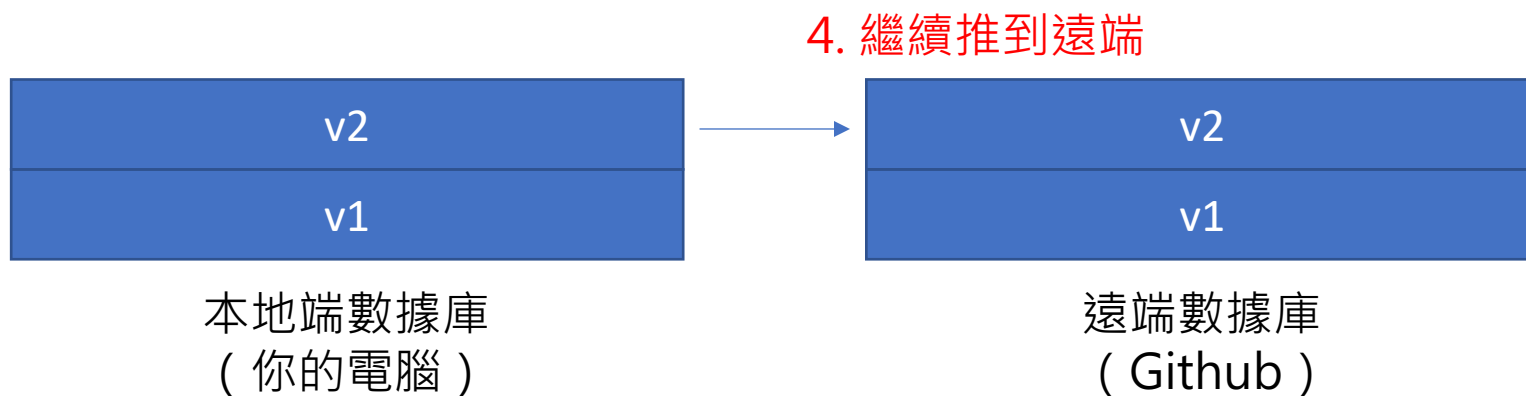 4. 繼續推到遠端
v2
v1
v2
v1
本地端數據庫
（你的電腦）
遠端數據庫
（Github）